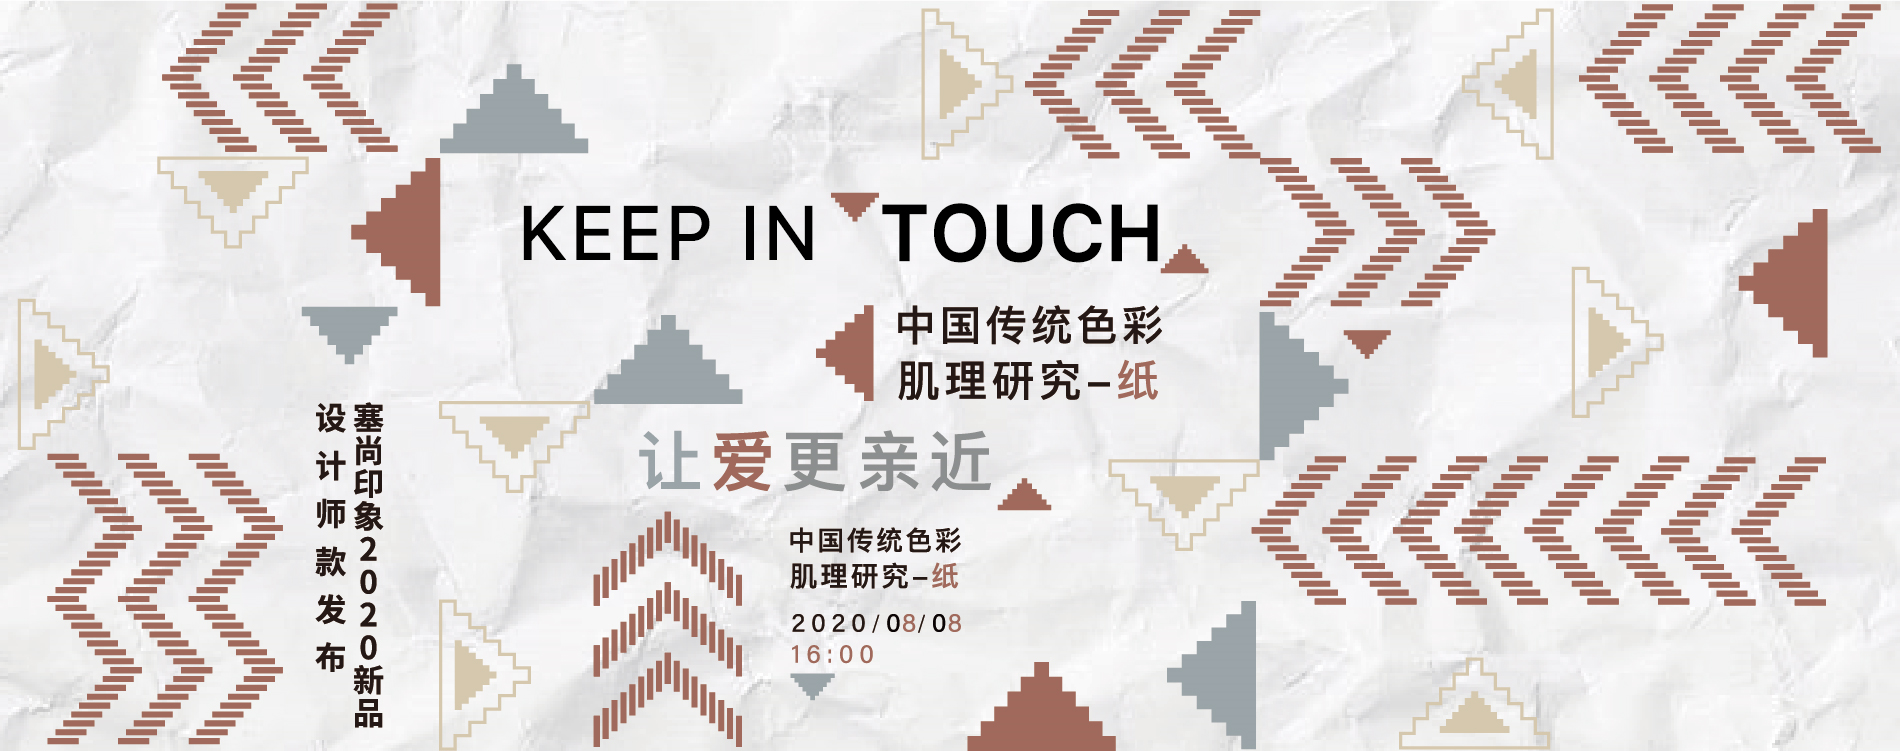 KEEP IN TOUCH
中国传统色彩
肌理研究–纸
让爱更亲近
中国传统色彩
肌理研究–纸
2020/08/08
16:00
塞尚印象2020新品
设计师款发布